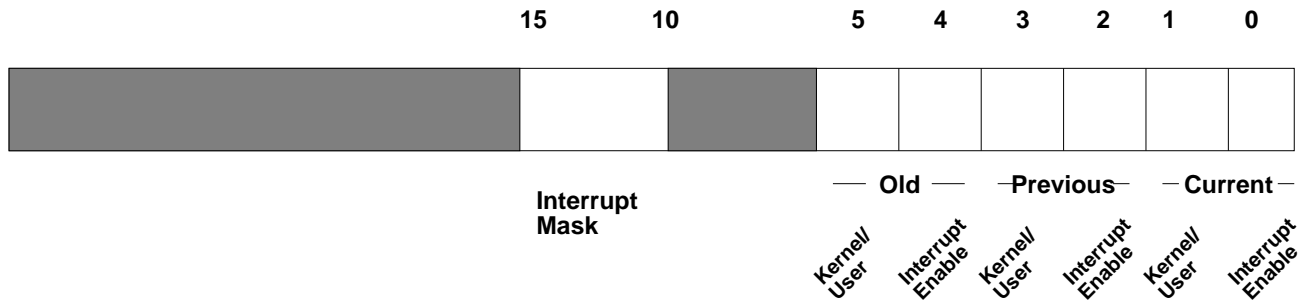 15 10 5 4 3 2 1 0
Old Previous Current
Interrupt
Mask
Kernel/
User
Interrupt
Enable
Kernel/
User
Interrupt
Enable
Kernel/
User
Interrupt
Enable